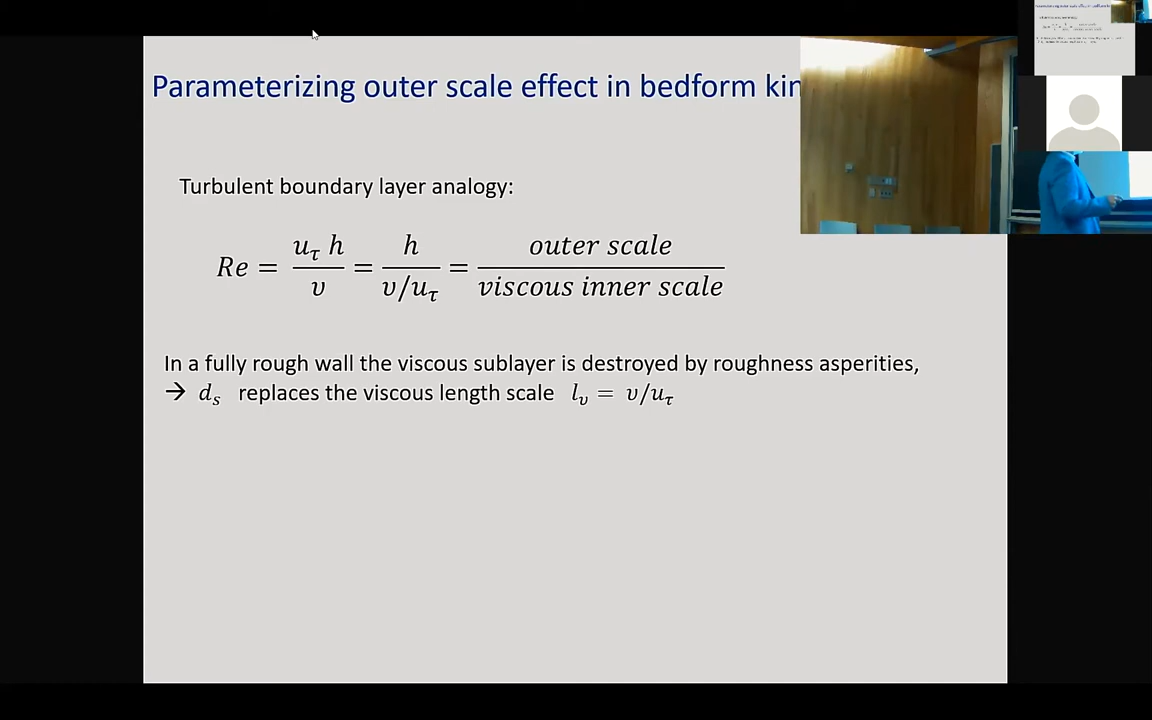 Parameterizing outer scale effect in bedform kin
Turbulent boundary layer analogy:
Re = u_τ h / υ = h / (υ/u_τ) = outer scale / viscous inner scale
In a fully rough wall the viscous sublayer is destroyed by roughness asperities,
→ d_s replaces the viscous length scale l_υ = υ/u_τ